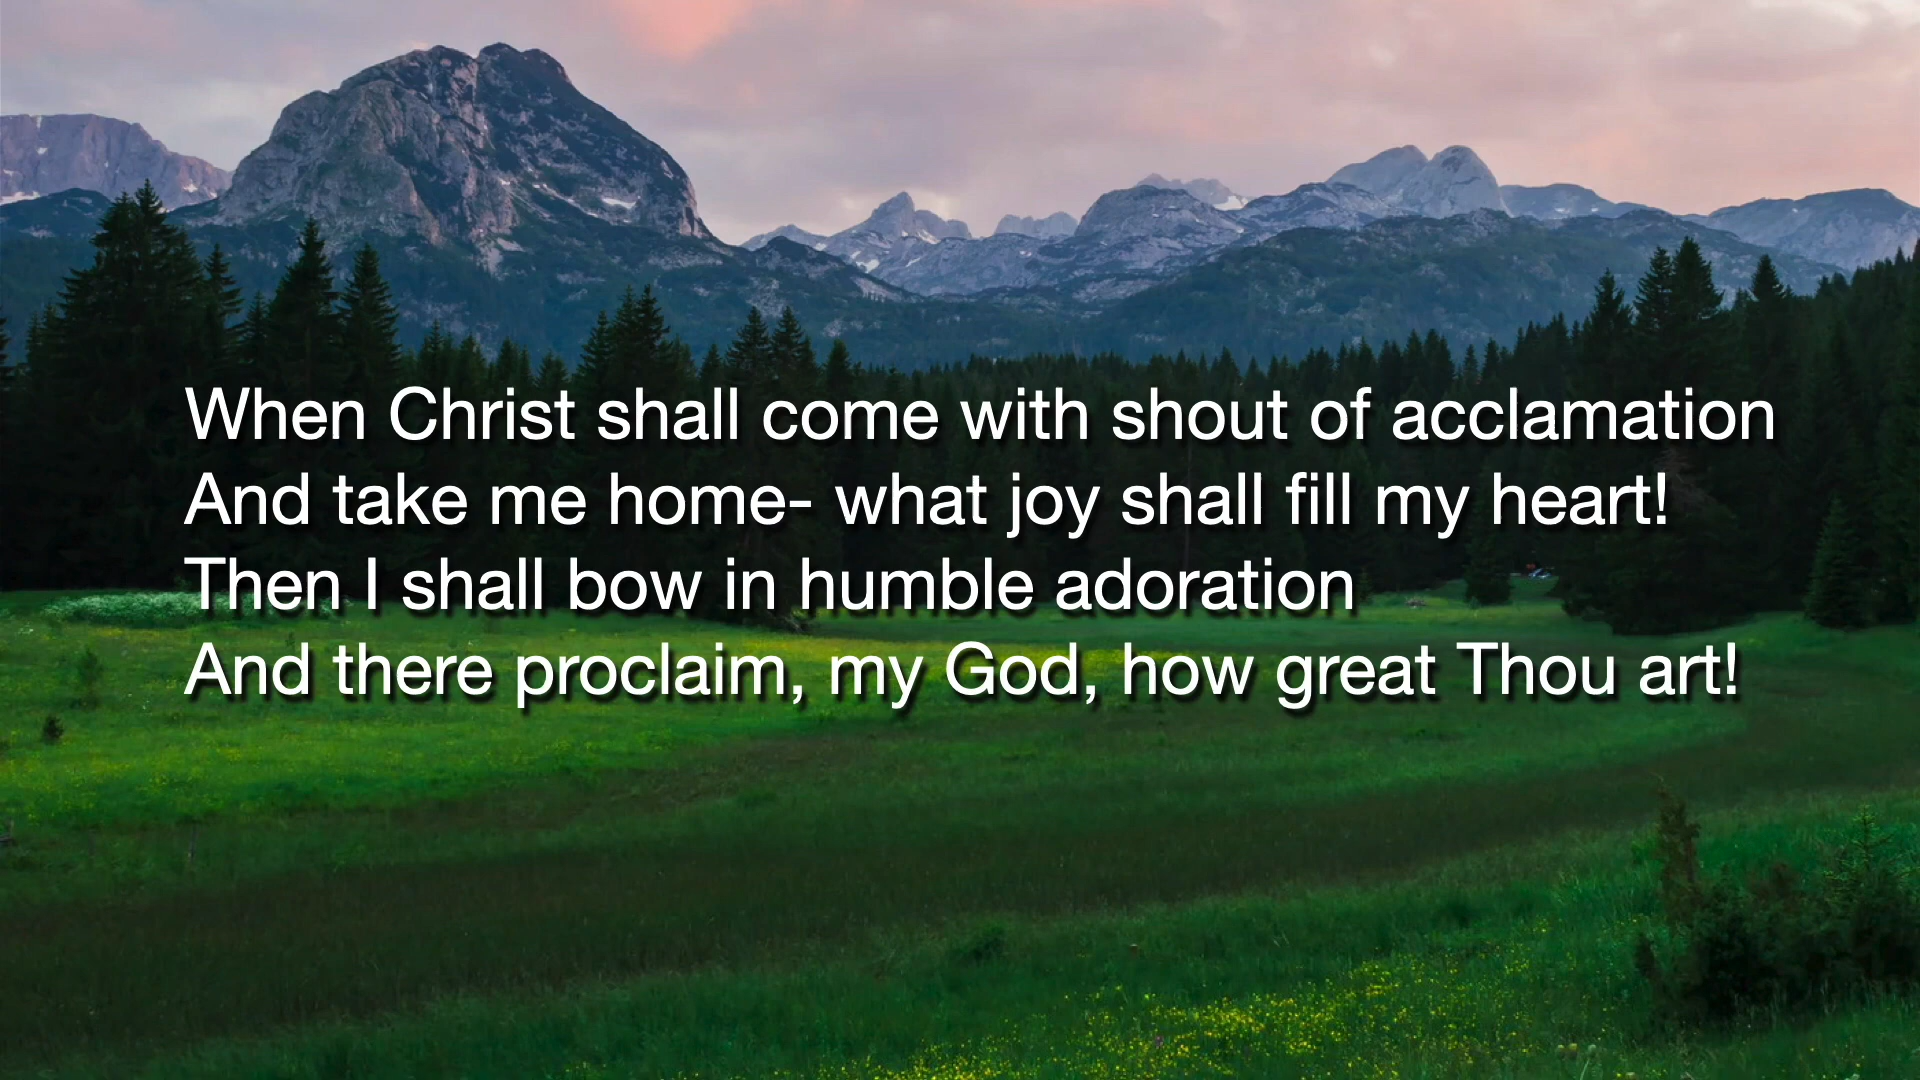 When Christ shall come with shout of acclamation
And take me home- what joy shall fill my heart!
Then I shall bow in humble adoration
And there proclaim, my God, how great Thou art!